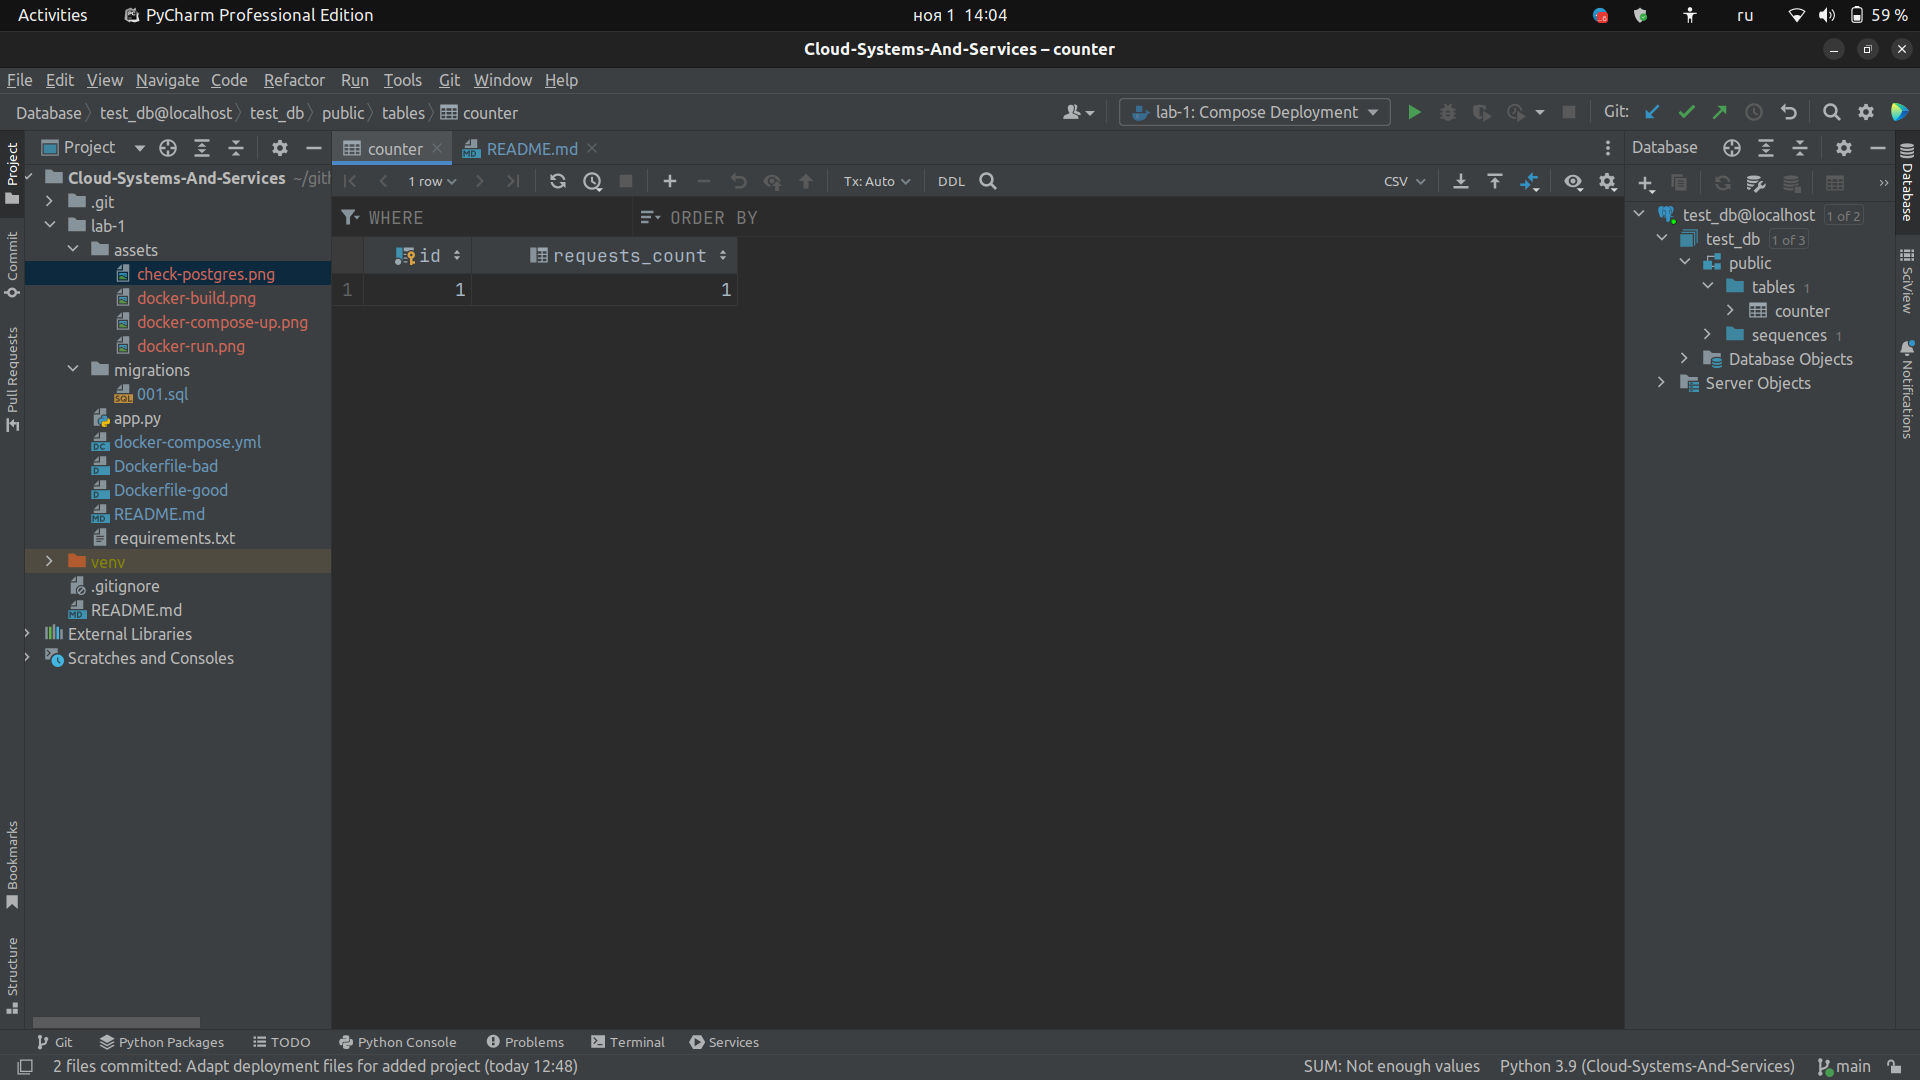 Activities PyCharm Professional Edition ноя 1 14:04 ru 59 %
Cloud-Systems-And-Services – counter
File Edit View Navigate Code Refactor Run Tools Git Window Help
Database test_db@localhost test_db public tables counter lab-1: Compose Deployment Git:
Project counter README.md Database
1 row Tx: Auto DDL CSV
WHERE ORDER BY
id requests_count
1 1 1
Cloud-Systems-And-Services ~/gith
.git
lab-1
assets
check-postgres.png
docker-build.png
docker-compose-up.png
docker-run.png
migrations
001.sql
app.py
docker-compose.yml
Dockerfile-bad
Dockerfile-good
README.md
requirements.txt
venv
.gitignore
README.md
External Libraries
Scratches and Consoles
test_db@localhost 1 of 2
test_db 1 of 3
public
tables 1
counter
sequences 1
Database Objects
Server Objects
Project
Commit
Pull Requests
Bookmarks
Structure
Database
SciView
Notifications
Git Python Packages TODO Python Console Problems Terminal Services
2 files committed: Adapt deployment files for added project (today 12:48) SUM: Not enough values Python 3.9 (Cloud-Systems-And-Services) main